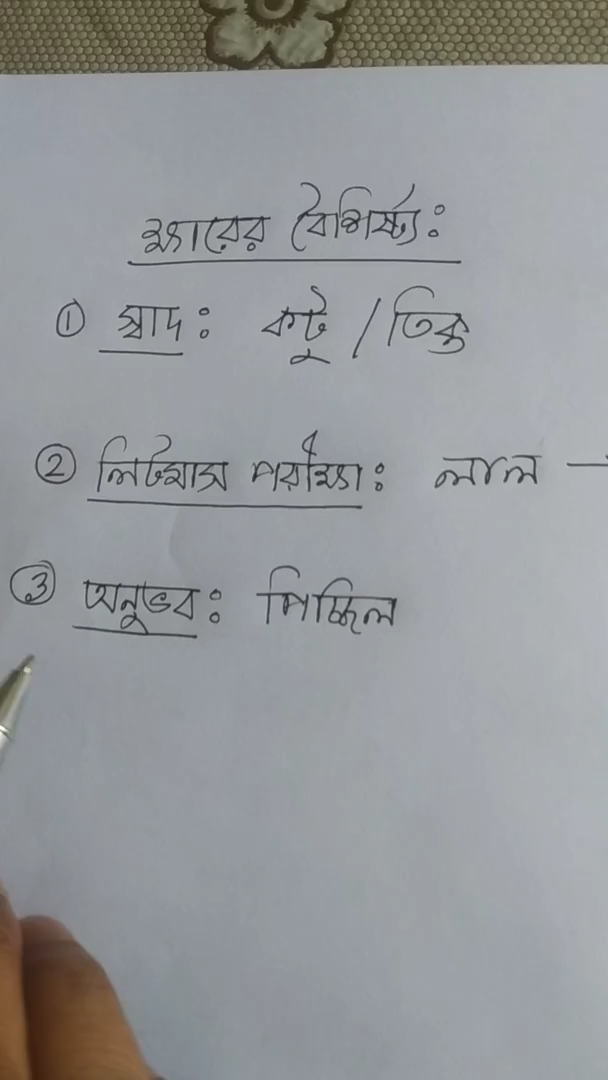 ক্ষারের বৈশিষ্ট্য:
① স্বাদ: কটু / তিক্ত
② লিটমাস পরীক্ষা: লাল —
③ অনুভব: পিচ্ছিল